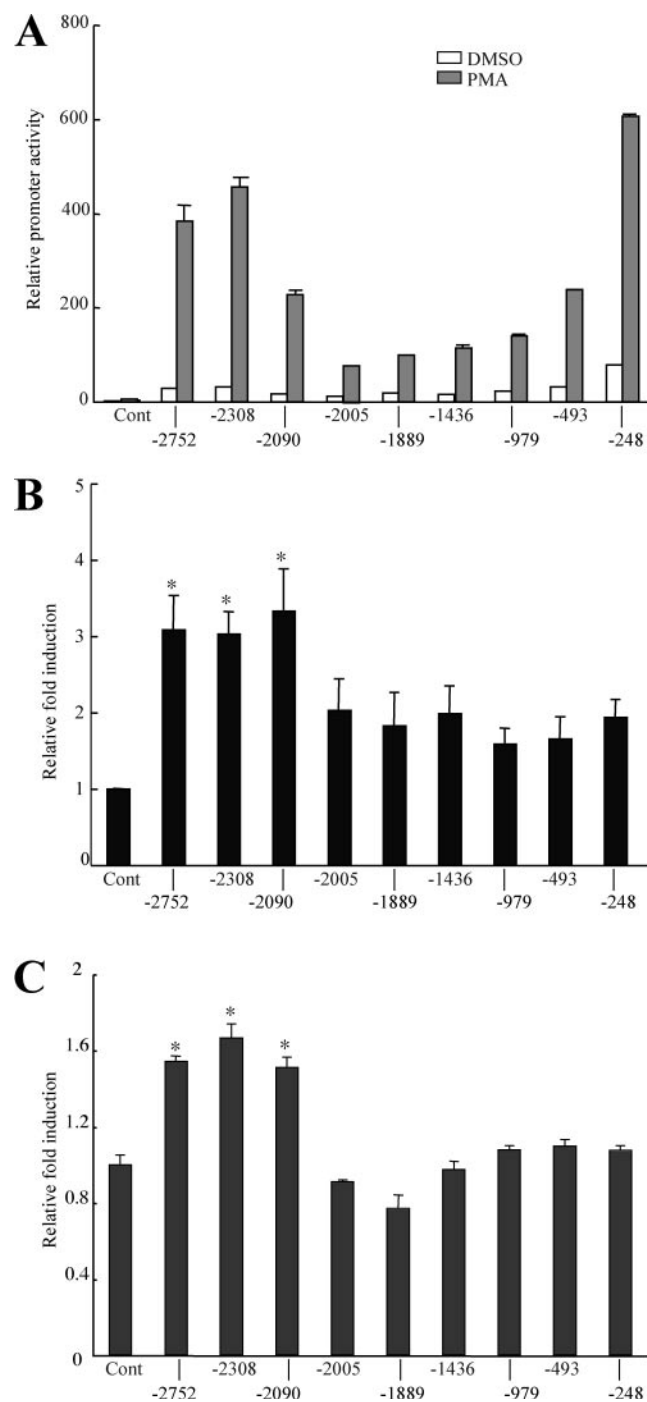 A
800
600
400
200
0
Relative promoter activity
DMSO
PMA
Cont -2308 -2005 -1436 -493
-2752 -2090 -1889 -979 -248
B
5
4
3
2
1
0
Relative fold induction
* * *
Cont -2308 -2005 -1436 -493
-2752 -2090 -1889 -979 -248
C
2
1.6
1.2
0.8
0.4
0
Relative fold induction
* * *
Cont -2308 -2005 -1436 -493
-2752 -2090 -1889 -979 -248